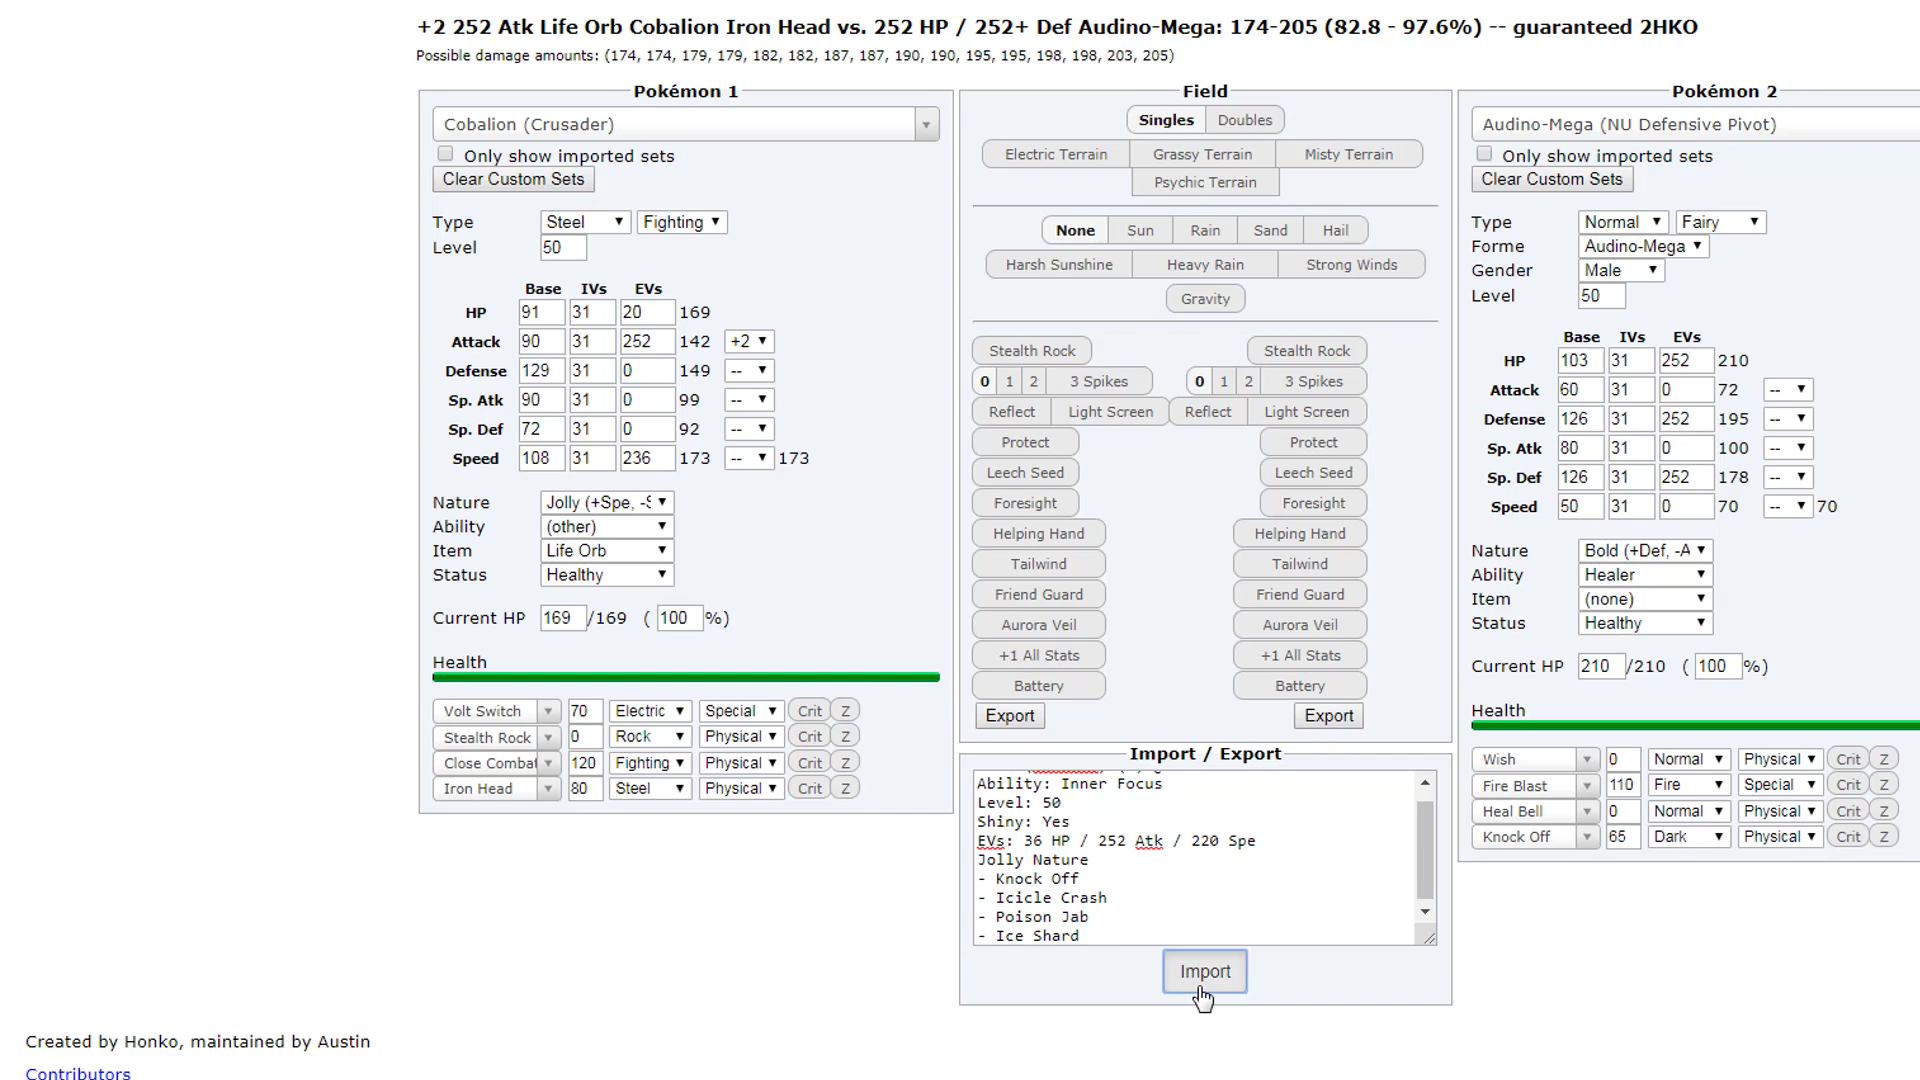 +2 252 Atk Life Orb Cobalion Iron Head vs. 252 HP / 252+ Def Audino-Mega: 174-205 (82.8 - 97.6%) -- guaranteed 2HKO
Possible damage amounts: (174, 174, 179, 179, 182, 182, 187, 187, 190, 190, 195, 195, 198, 198, 203, 205)
Pokémon 1
Cobalion (Crusader)
Only show imported sets
Clear Custom Sets
Type Steel Fighting
Level 50
Base IVs EVs
HP 91 31 20 169
Attack 90 31 252 142 +2
Defense 129 31 0 149 --
Sp. Atk 90 31 0 99 --
Sp. Def 72 31 0 92 --
Speed 108 31 236 173 -- 173
Nature Jolly (+Spe, -S
Ability (other)
Item Life Orb
Status Healthy
Current HP 169 /169 ( 100 %)
Health
Volt Switch 70 Electric Special Crit Z
Stealth Rock 0 Rock Physical Crit Z
Close Combat 120 Fighting Physical Crit Z
Iron Head 80 Steel Physical Crit Z
Field
Singles Doubles
Electric Terrain Grassy Terrain Misty Terrain
Psychic Terrain
None Sun Rain Sand Hail
Harsh Sunshine Heavy Rain Strong Winds
Gravity
Stealth Rock Stealth Rock
0 1 2 3 Spikes 0 1 2 3 Spikes
Reflect Light Screen Reflect Light Screen
Protect Protect
Leech Seed Leech Seed
Foresight Foresight
Helping Hand Helping Hand
Tailwind Tailwind
Friend Guard Friend Guard
Aurora Veil Aurora Veil
+1 All Stats +1 All Stats
Battery Battery
Export Export
Import / Export
Ability: Inner Focus
Level: 50
Shiny: Yes
EVs: 36 HP / 252 Atk / 220 Spe
Jolly Nature
- Knock Off
- Icicle Crash
- Poison Jab
- Ice Shard
Import
Pokémon 2
Audino-Mega (NU Defensive Pivot)
Only show imported sets
Clear Custom Sets
Type Normal Fairy
Forme Audino-Mega
Gender Male
Level 50
Base IVs EVs
HP 103 31 252 210
Attack 60 31 0 72 --
Defense 126 31 252 195 --
Sp. Atk 80 31 0 100 --
Sp. Def 126 31 252 178 --
Speed 50 31 0 70 -- 70
Nature Bold (+Def, -A
Ability Healer
Item (none)
Status Healthy
Current HP 210 /210 ( 100 %)
Health
Wish 0 Normal Physical Crit Z
Fire Blast 110 Fire Special Crit Z
Heal Bell 0 Normal Physical Crit Z
Knock Off 65 Dark Physical Crit Z
Created by Honko, maintained by Austin
Contributors